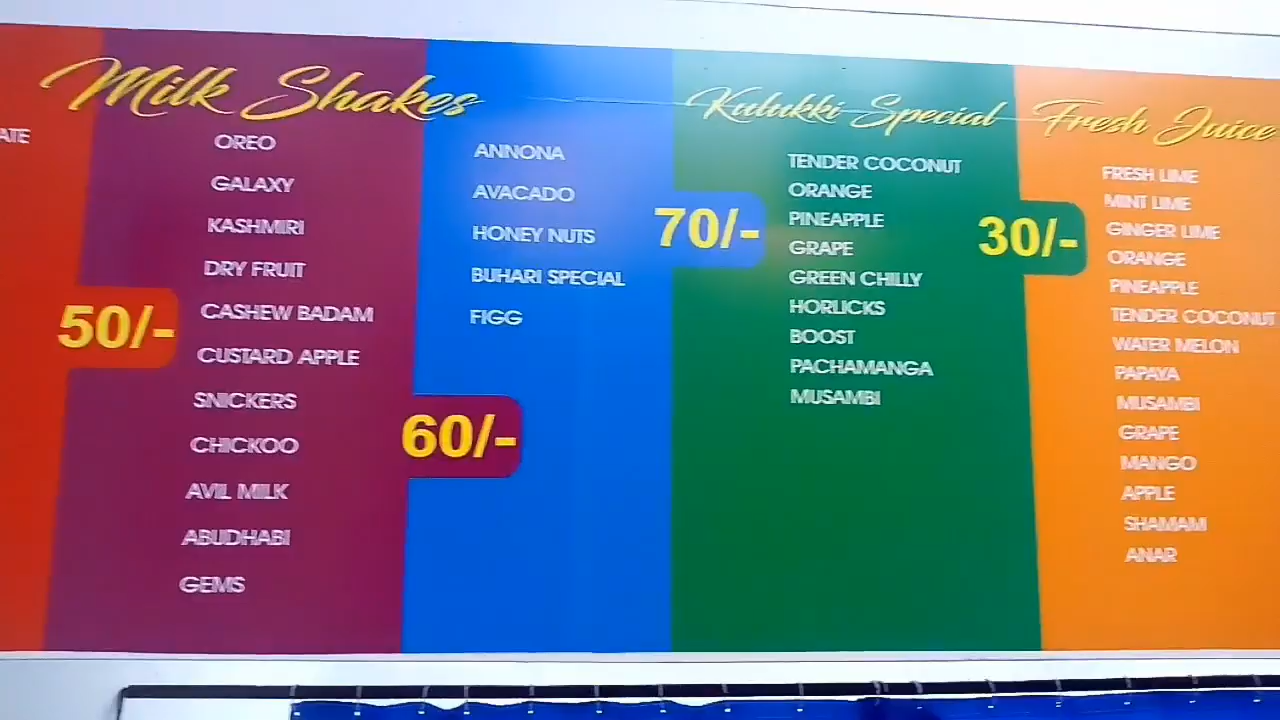 Milk Shakes
ATE
50/-
OREO
GALAXY
KASHMIRI
DRY FRUIT
CASHEW BADAM
CUSTARD APPLE
SNICKERS
CHICKOO
AVIL MILK
ABUDHABI
GEMS
60/-
ANNONA
AVACADO
HONEY NUTS
BUHARI SPECIAL
FIGG
70/-
Kulukki Special
TENDER COCONUT
ORANGE
PINEAPPLE
GRAPE
GREEN CHILLY
HORLICKS
BOOST
PACHAMANGA
MUSAMBI
30/-
Fresh Juice
FRESH LIME
MINT LIME
GINGER LIME
ORANGE
PINEAPPLE
TENDER COCONUT
WATER MELON
PAPAYA
MUSAMBI
GRAPE
MANGO
APPLE
SHAMAM
ANAR